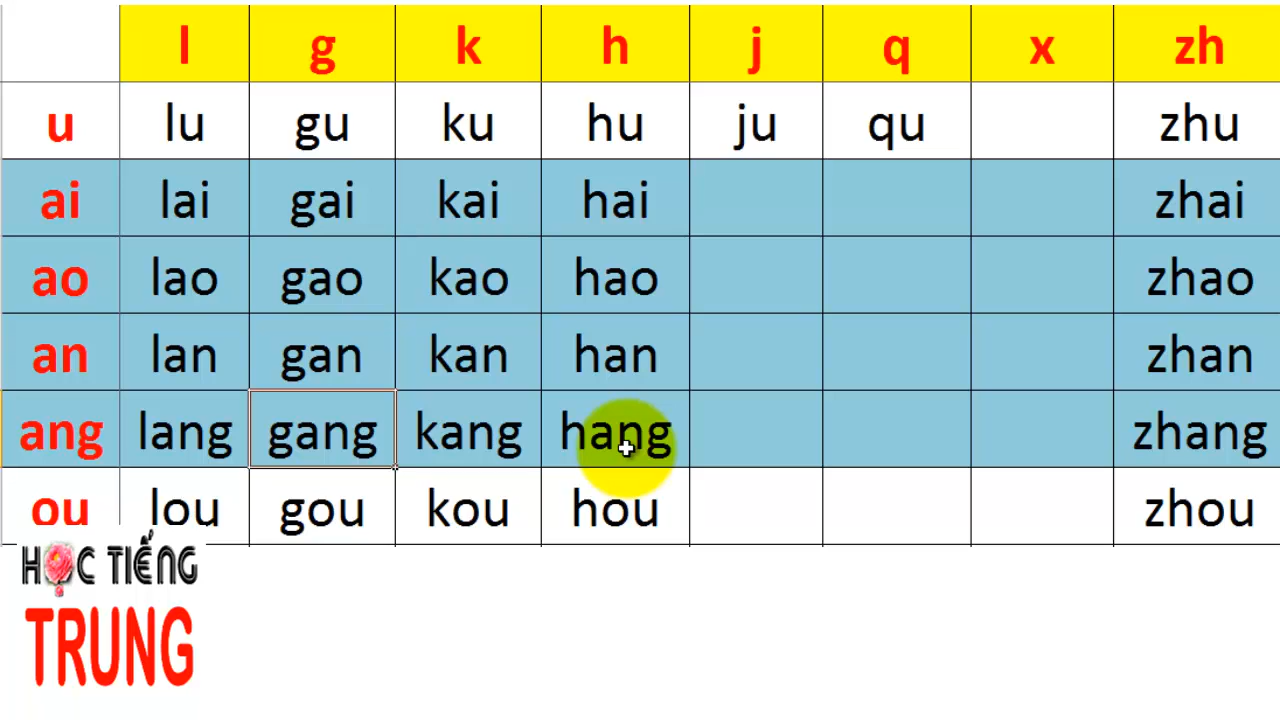 l g k h j q x zh
u lu gu ku hu ju qu zhu
ai lai gai kai hai zhai
ao lao gao kao hao zhao
an lan gan kan han zhan
ang lang gang kang hang zhang
ou lou gou kou hou zhou
HỌC TIẾNG
TRUNG